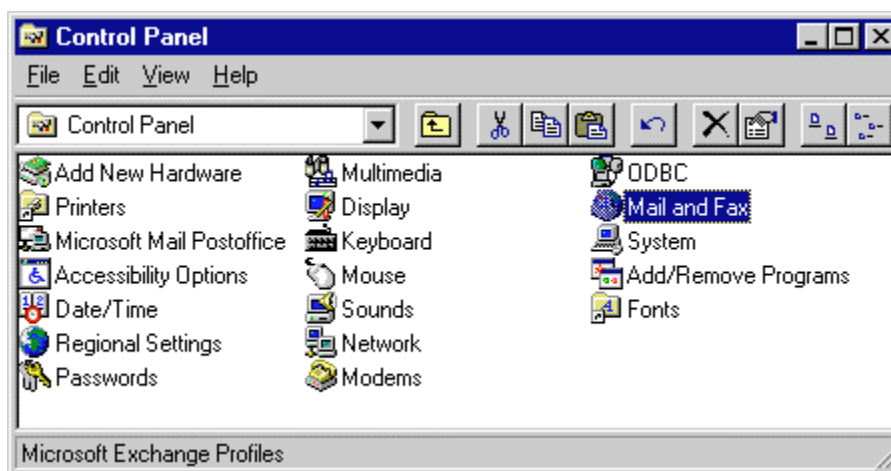 Control Panel
File Edit View Help
Control Panel
Add New Hardware Multimedia ODBC
Printers Display Mail and Fax
Microsoft Mail Postoffice Keyboard System
Accessibility Options Mouse Add/Remove Programs
Date/Time Sounds Fonts
Regional Settings Network
Passwords Modems
Microsoft Exchange Profiles